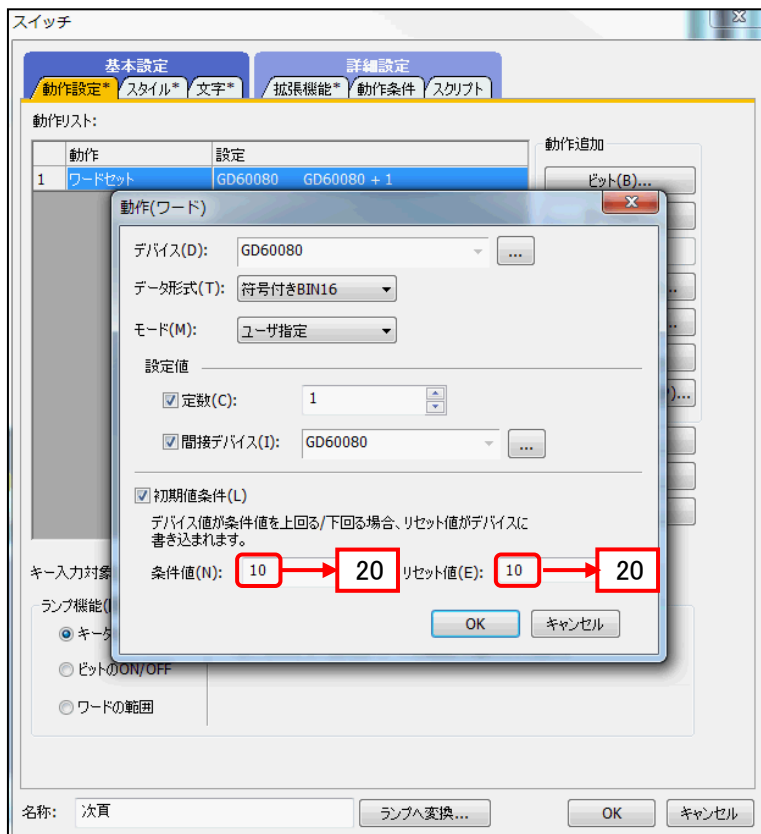 スイッチ
基本設定
詳細設定
動作設定*
スタイル*
文字*
拡張機能*
動作条件
スクリプト
動作リスト:
動作追加
動作
設定
1
ワードセット
GD60080 GD60080 + 1
ビット(B)...
動作(ワード)
デバイス(D):
GD60080
...
データ形式(T):
符号付きBIN16
モード(M):
ユーザ指定
設定値
定数(C):
1
間接デバイス(I):
GD60080
...
初期値条件(L)
デバイス値が条件値を上回る/下回る場合、リセット値がデバイスに
書き込まれます。
条件値(N):
10
20
リセット値(E):
10
20
OK
キャンセル
キー入力対象
ランプ機能(
キー
ビットのON/OFF
ワードの範囲
名称:
次頁
ランプへ変換...
OK
キャンセル